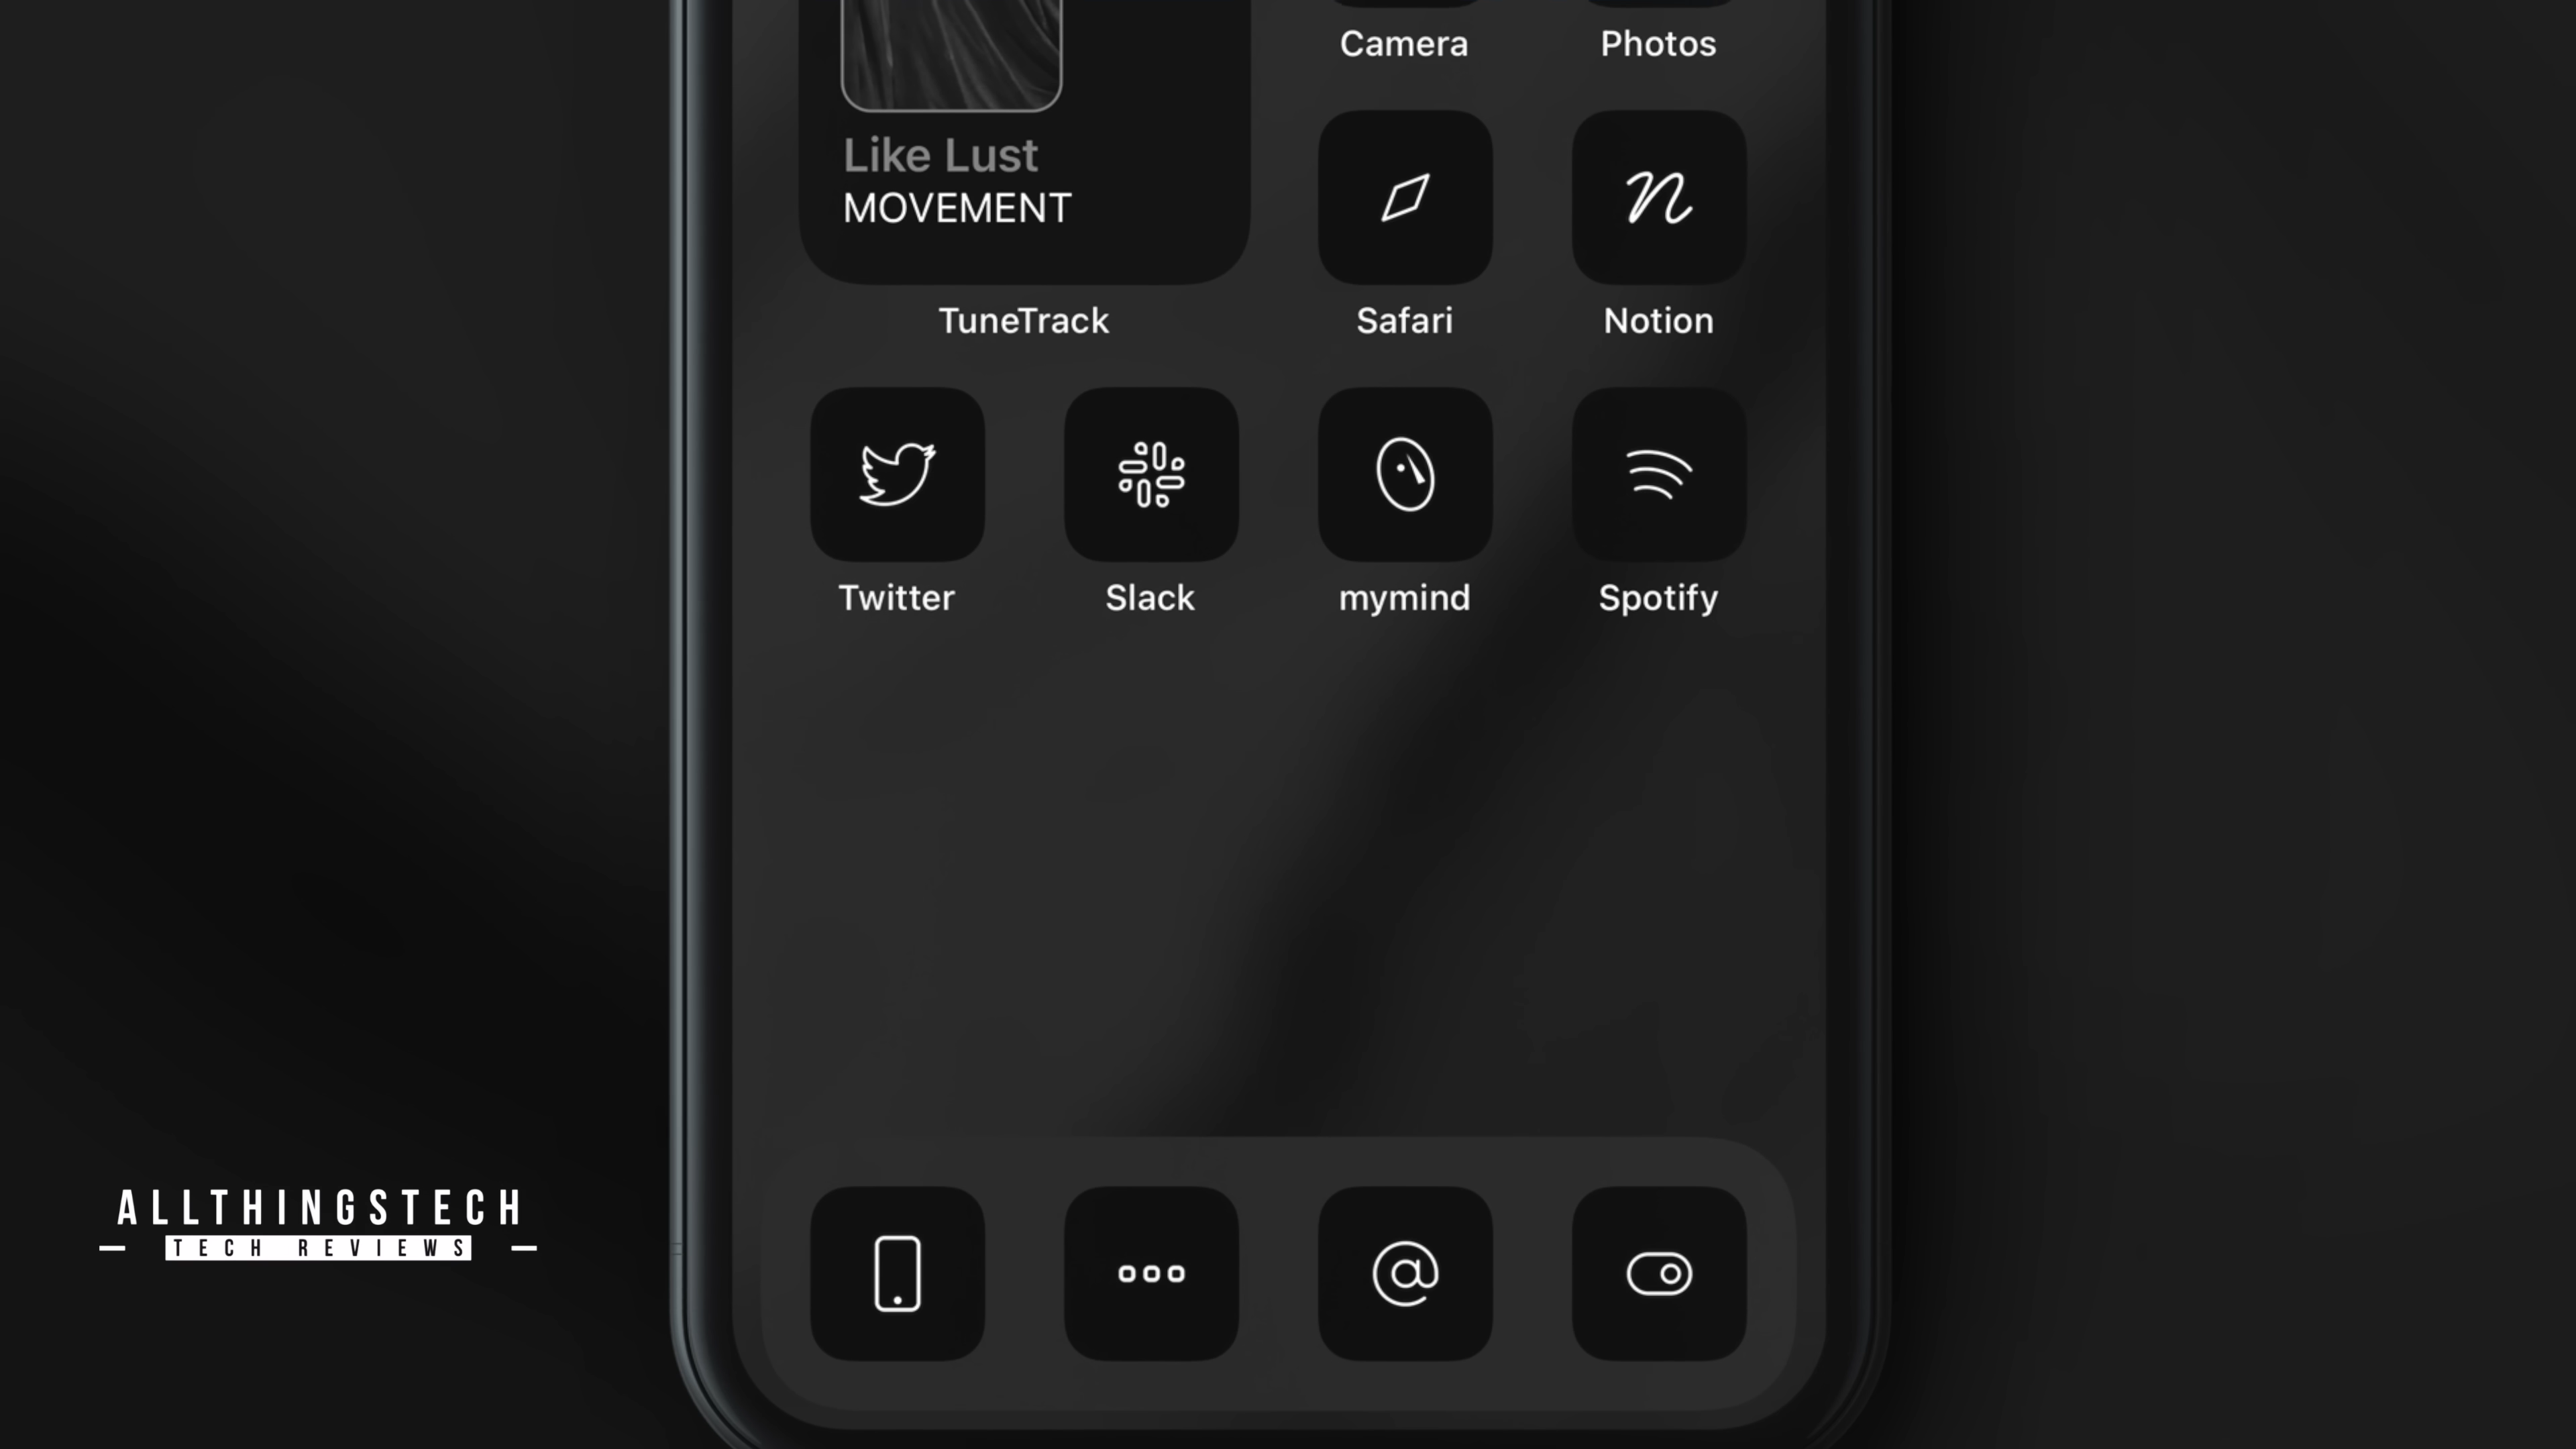 Camera
Photos
Like Lust
MOVEMENT
TuneTrack
Safari
Notion
Twitter
Slack
mymind
Spotify
ALLTHINGSTECH
TECH REVIEWS